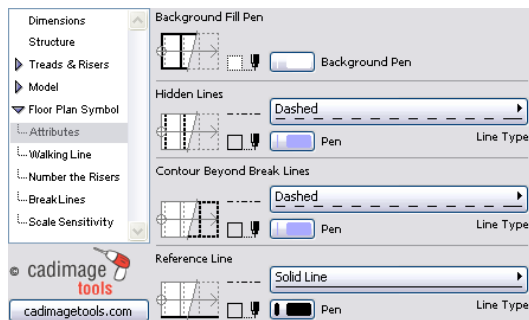 Dimensions
Structure
Treads & Risers
Model
Floor Plan Symbol
Attributes
Walking Line
Number the Risers
BreakLines
Scale Sensitivity
© cadimage
tools
cadimagetools.com
Background Fill Pen
Background Pen
Hidden Lines
Dashed
Pen
Line Type
Contour Beyond Break Lines
Dashed
Pen
Line Type
Reference Line
Solid Line
Pen
Line Type